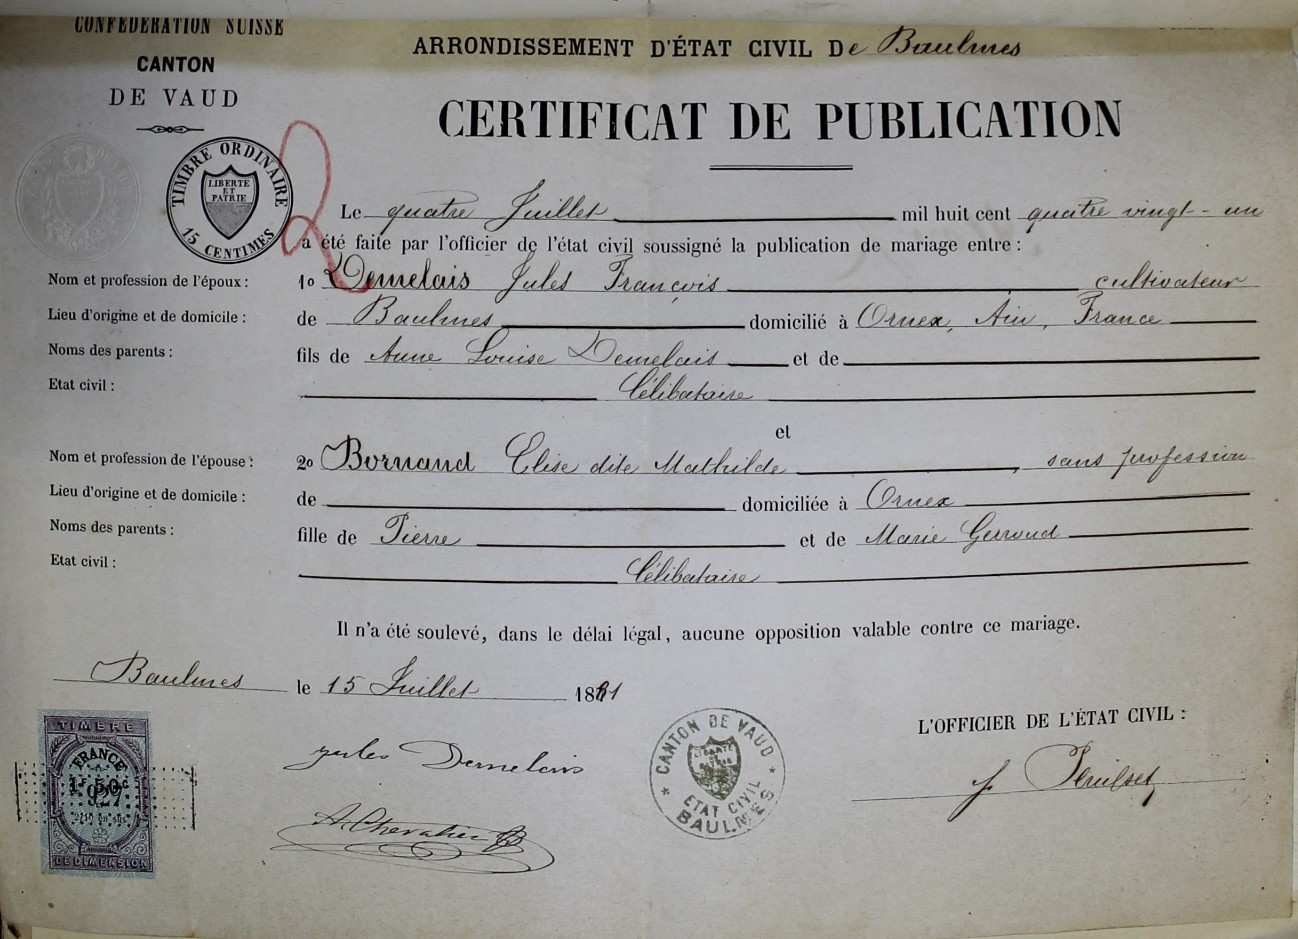 CONFÉDÉRATION SUISSE
CANTON
DE VAUD
ARRONDISSEMENT D'ÉTAT CIVIL De Baulmes
CERTIFICAT DE PUBLICATION
TIMBRE ORDINAIRE
LIBERTÉ
ET
PATRIE
15 CENTIMES
2
Le quatre Juillet mil huit cent quatre vingt-un
a été faite par l'officier de l'état civil soussigné la publication de mariage entre :
Nom et profession de l'époux : 1o Demelais Jules François cultivateur
Lieu d'origine et de domicile : de Baulmes domicilié à Ornex, Ain, France
Noms des parents : fils de Anne Louise Demelais et de
Etat civil : Célibataire
et
Nom et profession de l'épouse : 2o Bornand Elise dite Mathilde , sans profession
Lieu d'origine et de domicile : de domiciliée à Ornex
Noms des parents : fille de Pierre et de Marie Gerroud
Etat civil : Célibataire
Il n'a été soulevé, dans le délai légal, aucune opposition valable contre ce mariage.
Baulmes le 15 Juillet 1881
L'OFFICIER DE L'ÉTAT CIVIL :
jules Demelais
A. Chevalier
CANTON DE VAUD
ETAT CIVIL
BAULMES
TIMBRE
FRANCE
1F 50c
927
DE DIMENSION